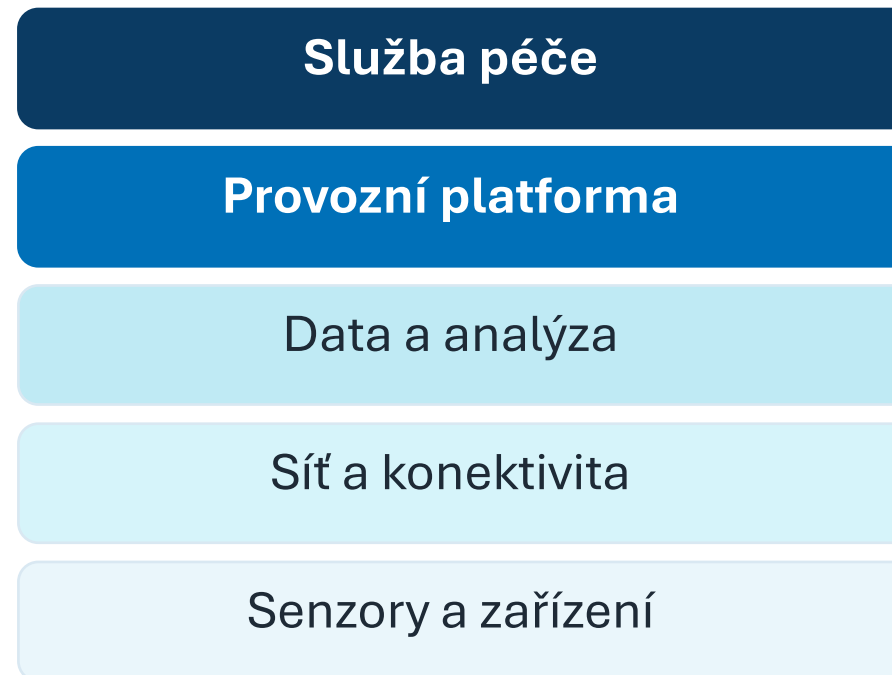 Služba péče
Provozní platforma
Data a analýza
Síť a konektivita
Senzory a zařízení